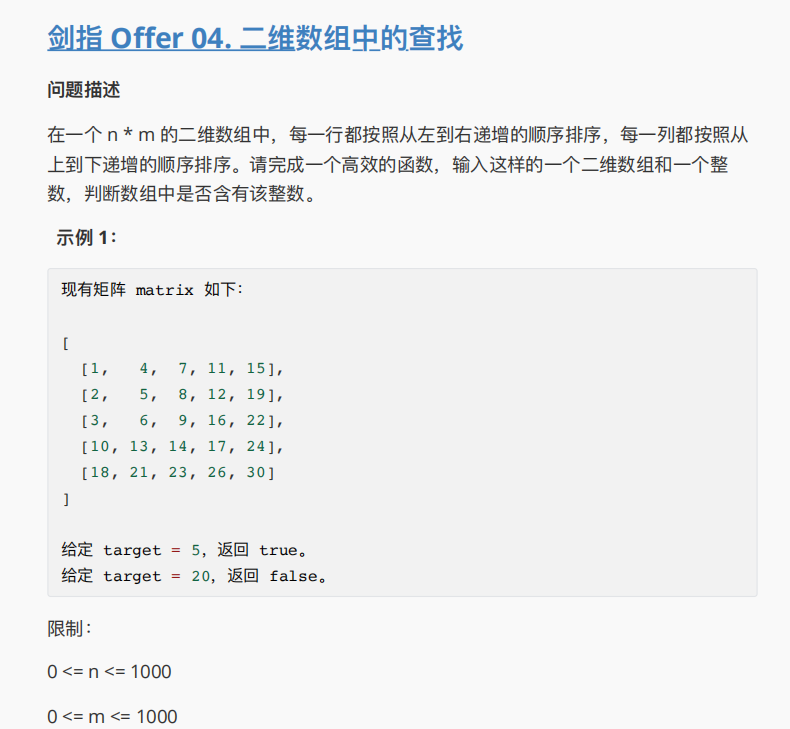 剑指 Offer 04. 二维数组中的查找
问题描述
在一个 n * m 的二维数组中，每一行都按照从左到右递增的顺序排序，每一列都按照从
上到下递增的顺序排序。请完成一个高效的函数，输入这样的一个二维数组和一个整
数，判断数组中是否含有该整数。
示例 1：
现有矩阵 matrix 如下：
[
[1, 4, 7, 11, 15],
[2, 5, 8, 12, 19],
[3, 6, 9, 16, 22],
[10, 13, 14, 17, 24],
[18, 21, 23, 26, 30]
]
给定 target = 5，返回 true。
给定 target = 20，返回 false。
限制：
0 <= n <= 1000
0 <= m <= 1000